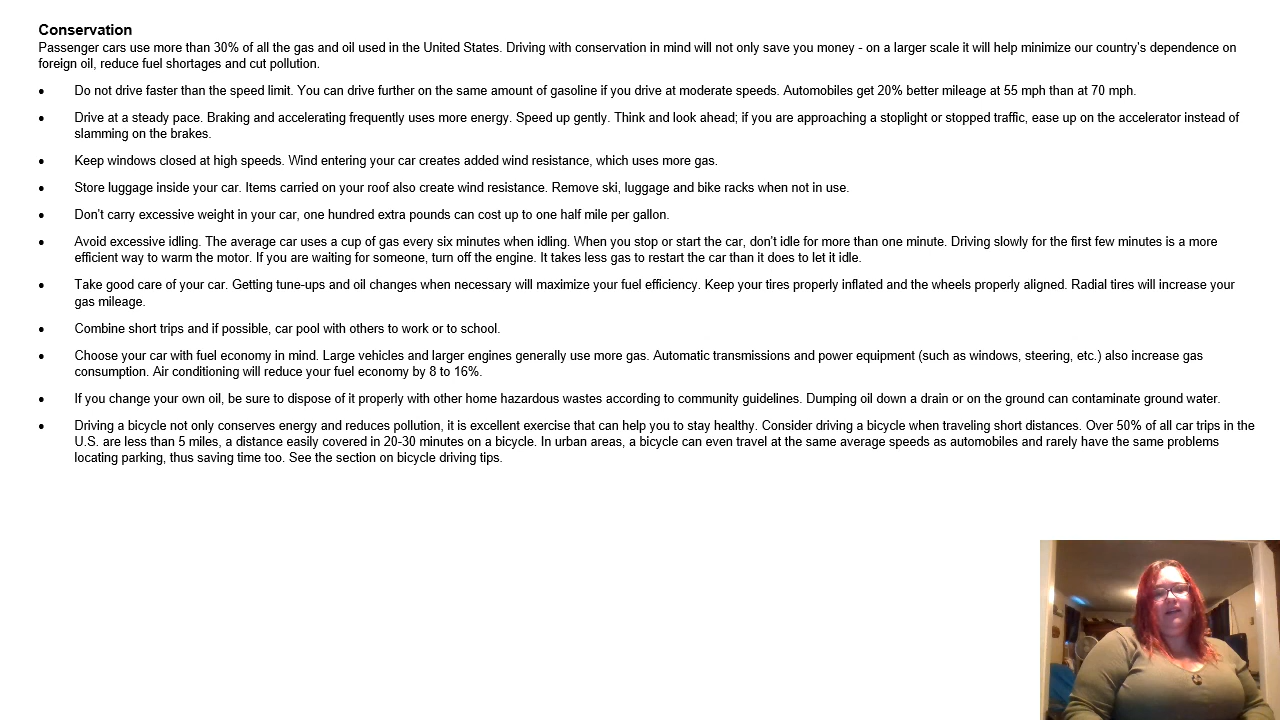 Conservation
Passenger cars use more than 30% of all the gas and oil used in the United States. Driving with conservation in mind will not only save you money - on a larger scale it will help minimize our country's dependence on
foreign oil, reduce fuel shortages and cut pollution.
• Do not drive faster than the speed limit. You can drive further on the same amount of gasoline if you drive at moderate speeds. Automobiles get 20% better mileage at 55 mph than at 70 mph.
• Drive at a steady pace. Braking and accelerating frequently uses more energy. Speed up gently. Think and look ahead; if you are approaching a stoplight or stopped traffic, ease up on the accelerator instead of
slamming on the brakes.
• Keep windows closed at high speeds. Wind entering your car creates added wind resistance, which uses more gas.
• Store luggage inside your car. Items carried on your roof also create wind resistance. Remove ski, luggage and bike racks when not in use.
• Don't carry excessive weight in your car, one hundred extra pounds can cost up to one half mile per gallon.
• Avoid excessive idling. The average car uses a cup of gas every six minutes when idling. When you stop or start the car, don't idle for more than one minute. Driving slowly for the first few minutes is a more
efficient way to warm the motor. If you are waiting for someone, turn off the engine. It takes less gas to restart the car than it does to let it idle.
• Take good care of your car. Getting tune-ups and oil changes when necessary will maximize your fuel efficiency. Keep your tires properly inflated and the wheels properly aligned. Radial tires will increase your
gas mileage.
• Combine short trips and if possible, car pool with others to work or to school.
• Choose your car with fuel economy in mind. Large vehicles and larger engines generally use more gas. Automatic transmissions and power equipment (such as windows, steering, etc.) also increase gas
consumption. Air conditioning will reduce your fuel economy by 8 to 16%.
• If you change your own oil, be sure to dispose of it properly with other home hazardous wastes according to community guidelines. Dumping oil down a drain or on the ground can contaminate ground water.
• Driving a bicycle not only conserves energy and reduces pollution, it is excellent exercise that can help you to stay healthy. Consider driving a bicycle when traveling short distances. Over 50% of all car trips in the
U.S. are less than 5 miles, a distance easily covered in 20-30 minutes on a bicycle. In urban areas, a bicycle can even travel at the same average speeds as automobiles and rarely have the same problems
locating parking, thus saving time too. See the section on bicycle driving tips.